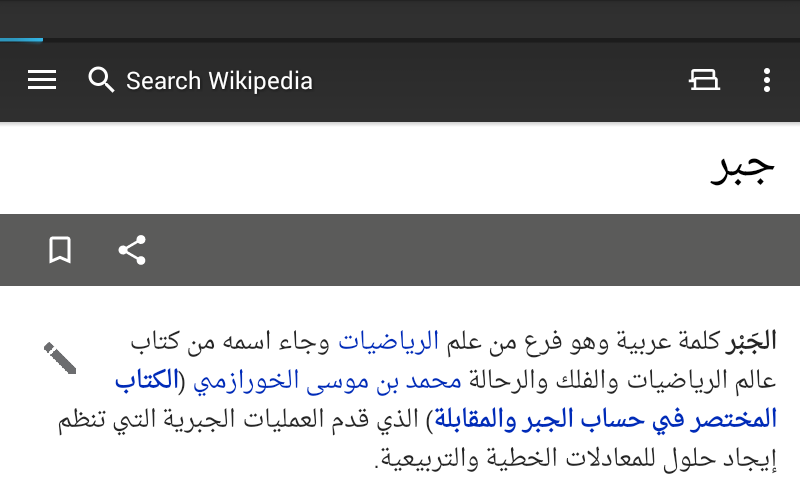 Search Wikipedia
جبر
الجَبْر كلمة عربية وهو فرع من علم الرياضيات وجاء اسمه من كتاب
عالم الرياضيات والفلك والرحالة محمد بن موسى الخورازمي (الكتاب
المختصر في حساب الجبر والمقابلة) الذي قدم العمليات الجبرية التي تنظم
إيجاد حلول للمعادلات الخطية والتربيعية.